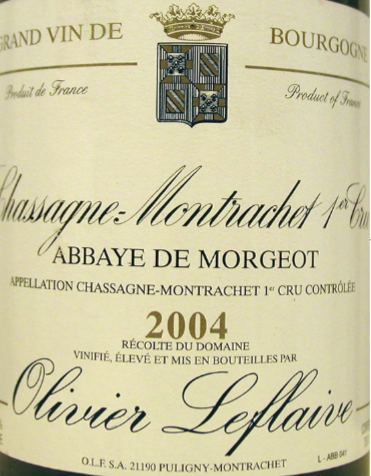 GRAND VIN DE BOURGOGNE
Produit de France Product of France
Chassagne-Montrachet 1er Cru
ABBAYE DE MORGEOT
APPELLATION CHASSAGNE-MONTRACHET 1er CRU CONTRÔLÉE
2004
RÉCOLTE DU DOMAINE
VINIFIÉ, ÉLEVÉ ET MIS EN BOUTEILLES PAR
Olivier Leflaive
L - ABB 041
O.L.F. S.A. 21190 PULIGNY-MONTRACHET